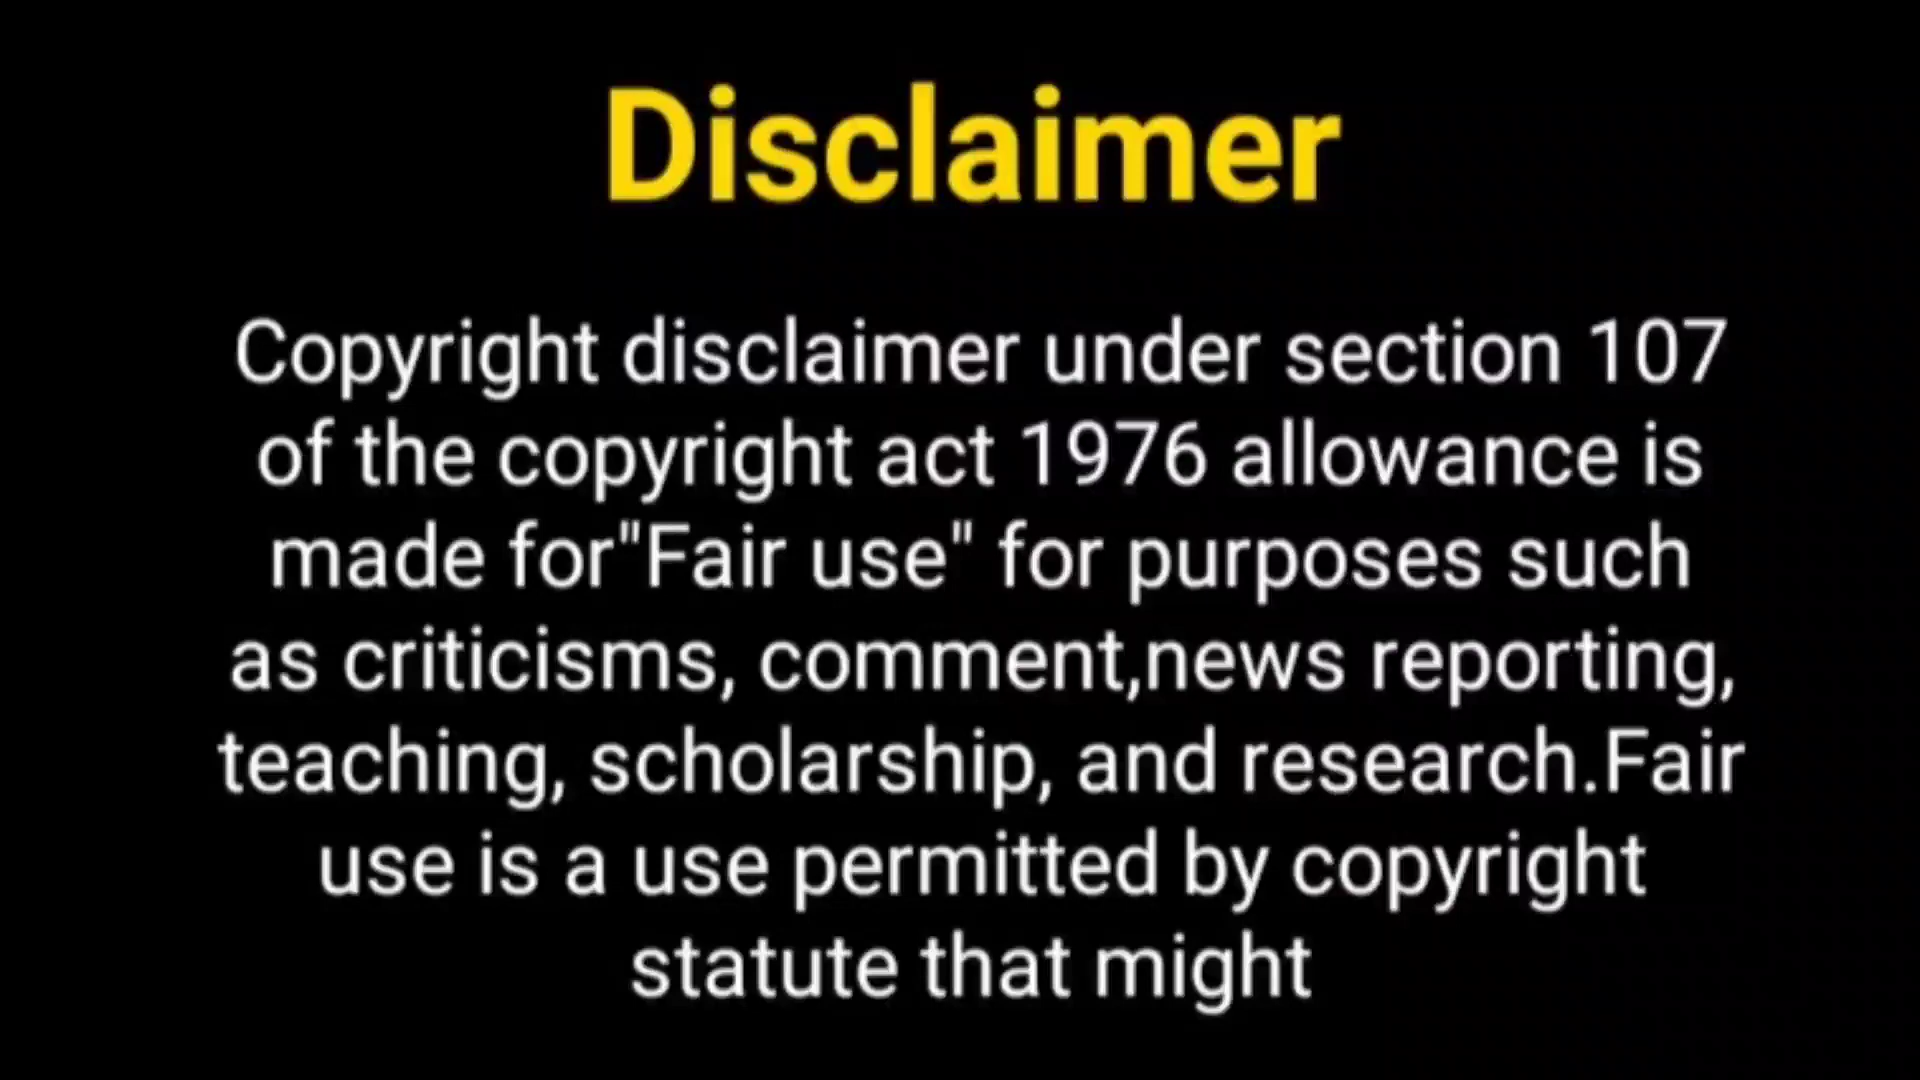 Disclaimer
Copyright disclaimer under section 107
of the copyright act 1976 allowance is
made for"Fair use" for purposes such
as criticisms, comment,news reporting,
teaching, scholarship, and research.Fair
use is a use permitted by copyright
statute that might